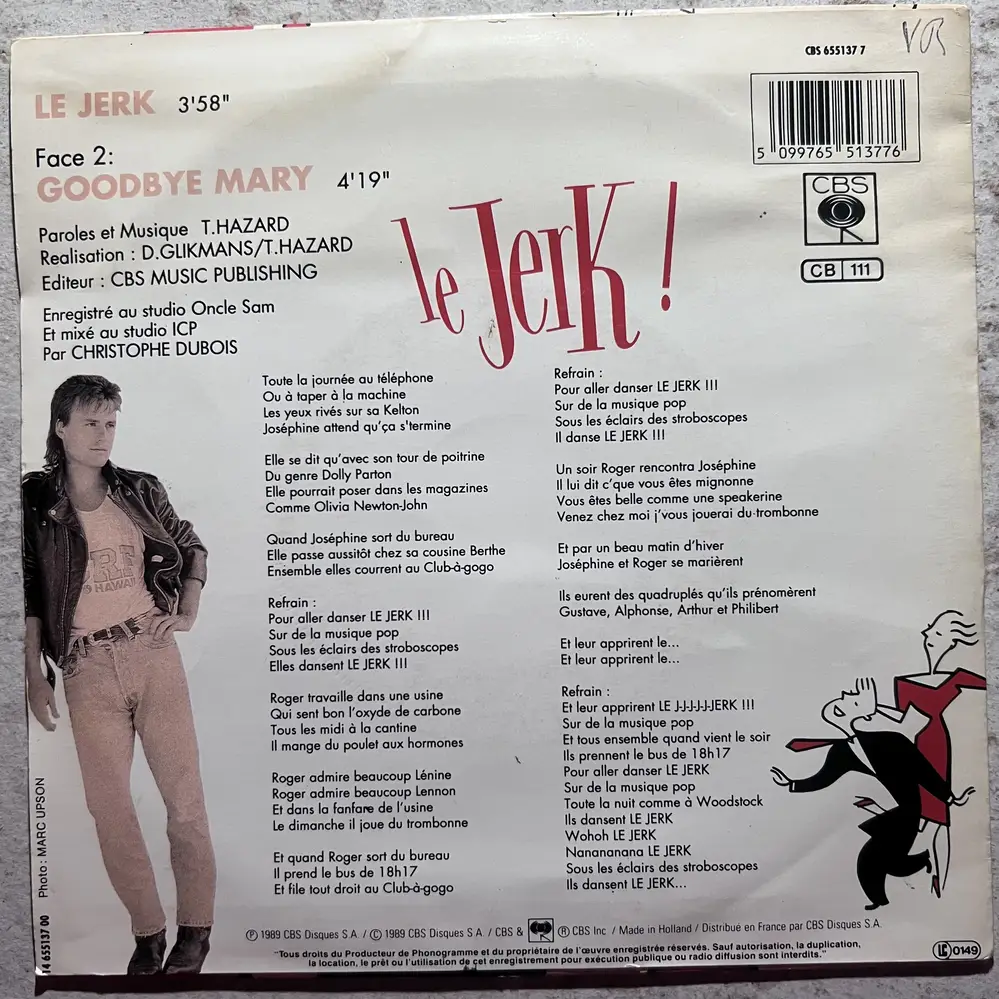 CBS 655137 7
VR
LE JERK 3'58"
Face 2:
GOODBYE MARY 4'19"
5 099765 513776
CBS
CB 111
Paroles et Musique T.HAZARD
Realisation : D.GLIKMANS/T.HAZARD
Editeur : CBS MUSIC PUBLISHING
Enregistré au studio Oncle Sam
Et mixé au studio ICP
Par CHRISTOPHE DUBOIS
le Jerk !
Toute la journée au téléphone
Ou à taper à la machine
Les yeux rivés sur sa Kelton
Joséphine attend qu'ça s'termine
Elle se dit qu'avec son tour de poitrine
Du genre Dolly Parton
Elle pourrait poser dans les magazines
Comme Olivia Newton-John
Quand Joséphine sort du bureau
Elle passe aussitôt chez sa cousine Berthe
Ensemble elles courrent au Club-à-gogo
Refrain :
Pour aller danser LE JERK !!!
Sur de la musique pop
Sous les éclairs des stroboscopes
Elles dansent LE JERK !!!
Roger travaille dans une usine
Qui sent bon l'oxyde de carbone
Tous les midi à la cantine
Il mange du poulet aux hormones
Roger admire beaucoup Lénine
Roger admire beaucoup Lennon
Et dans la fanfare de l'usine
Le dimanche il joue du trombonne
Et quand Roger sort du bureau
Il prend le bus de 18h17
Et file tout droit au Club-à-gogo
Refrain :
Pour aller danser LE JERK !!!
Sur de la musique pop
Sous les éclairs des stroboscopes
Il danse LE JERK !!!
Un soir Roger rencontra Joséphine
Il lui dit c'que vous êtes mignonne
Vous êtes belle comme une speakerine
Venez chez moi j'vous jouerai du trombonne
Et par un beau matin d'hiver
Joséphine et Roger se marièrent
Ils eurent des quadruplés qu'ils prénomèrent
Gustave, Alphonse, Arthur et Philibert
Et leur apprirent le...
Et leur apprirent le...
Refrain :
Et leur apprirent LE J-J-J-J-J-JERK !!!
Sur de la musique pop
Et tous ensemble quand vient le soir
Ils prennent le bus de 18h17
Pour aller danser LE JERK
Sur de la musique pop
Toute la nuit comme à Woodstock
Ils dansent LE JERK
Wohoh LE JERK
Nanananana LE JERK
Sous les éclairs des stroboscopes
Ils dansent LE JERK...
RF
HAWAII
Photo : MARC UPSON
14 655137 00
Ⓟ 1989 CBS Disques S.A. / Ⓒ 1989 CBS Disques S.A. / CBS & ® CBS Inc / Made in Holland / Distribué en France par CBS Disques S.A.
"Tous droits du Producteur de Phonogramme et du propriétaire de l'œuvre enregistrée réservés. Sauf autorisation, la duplication,
la location, le prêt ou l'utilisation de cet enregistrement pour exécution publique ou radio diffusion sont interdits."
LC 0149